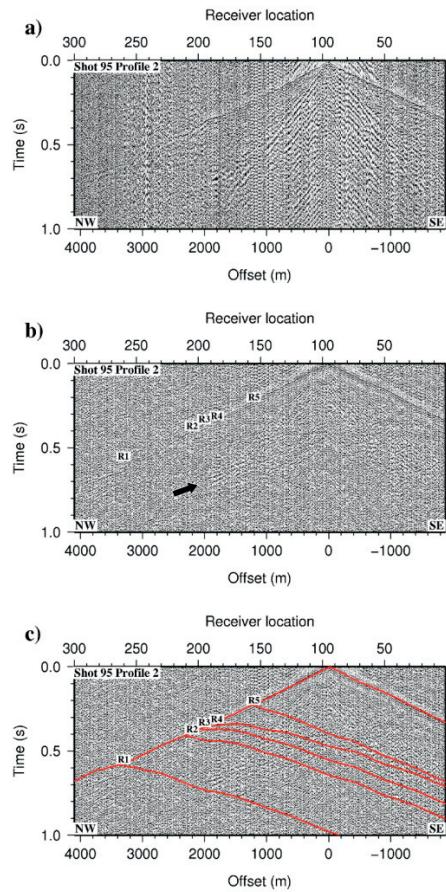 Receiver location
a)
300 250 200 150 100 50
Shot 95 Profile 2
0.0
0.5
1.0
Time (s)
NW
SE
4000 3000 2000 1000 0 −1000
Offset (m)
Receiver location
b)
300 250 200 150 100 50
Shot 95 Profile 2
0.0
0.5
1.0
Time (s)
R5
R4
R3
R2
R1
NW
SE
4000 3000 2000 1000 0 −1000
Offset (m)
Receiver location
c)
300 250 200 150 100 50
Shot 95 Profile 2
0.0
0.5
1.0
Time (s)
R5
R4
R3
R2
R1
NW
SE
4000 3000 2000 1000 0 −1000
Offset (m)